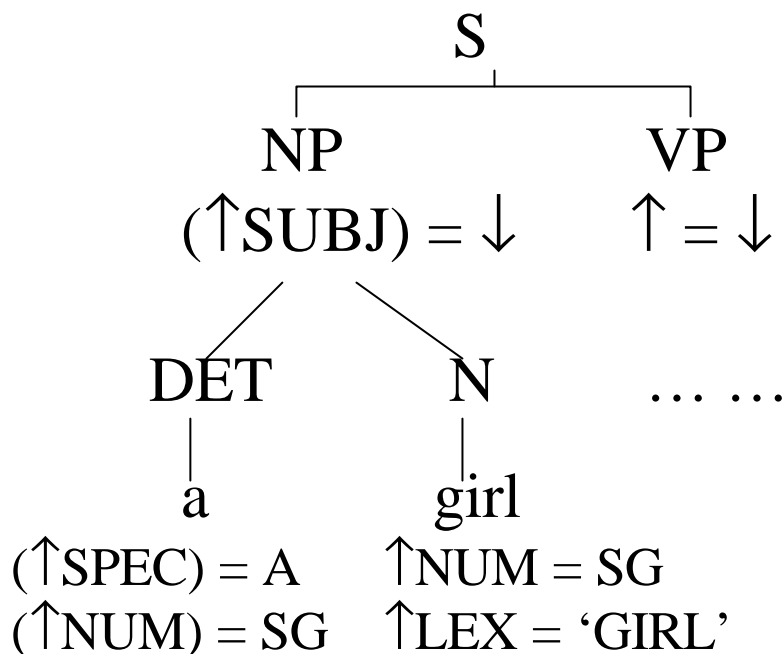 S
NP VP
(↑SUBJ) = ↓ ↑ = ↓
DET N … …
a girl
(↑SPEC) = A ↑NUM = SG
(↑NUM) = SG ↑LEX = ‘GIRL’